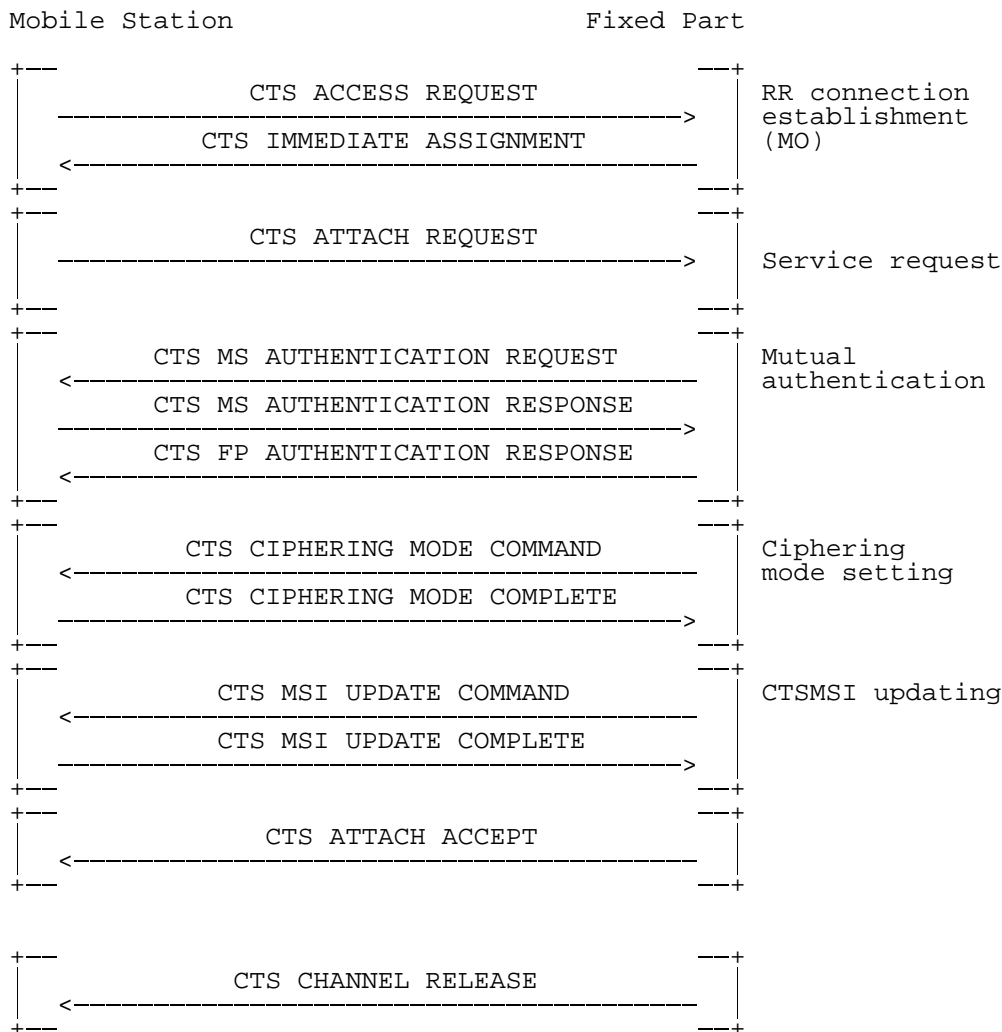 Mobile Station Fixed Part
CTS ACCESS REQUEST RR connection
establishment
CTS IMMEDIATE ASSIGNMENT (MO)
CTS ATTACH REQUEST
Service request
CTS MS AUTHENTICATION REQUEST Mutual
authentication
CTS MS AUTHENTICATION RESPONSE
CTS FP AUTHENTICATION RESPONSE
CTS CIPHERING MODE COMMAND Ciphering
mode setting
CTS CIPHERING MODE COMPLETE
CTS MSI UPDATE COMMAND CTSMSI updating
CTS MSI UPDATE COMPLETE
CTS ATTACH ACCEPT
CTS CHANNEL RELEASE